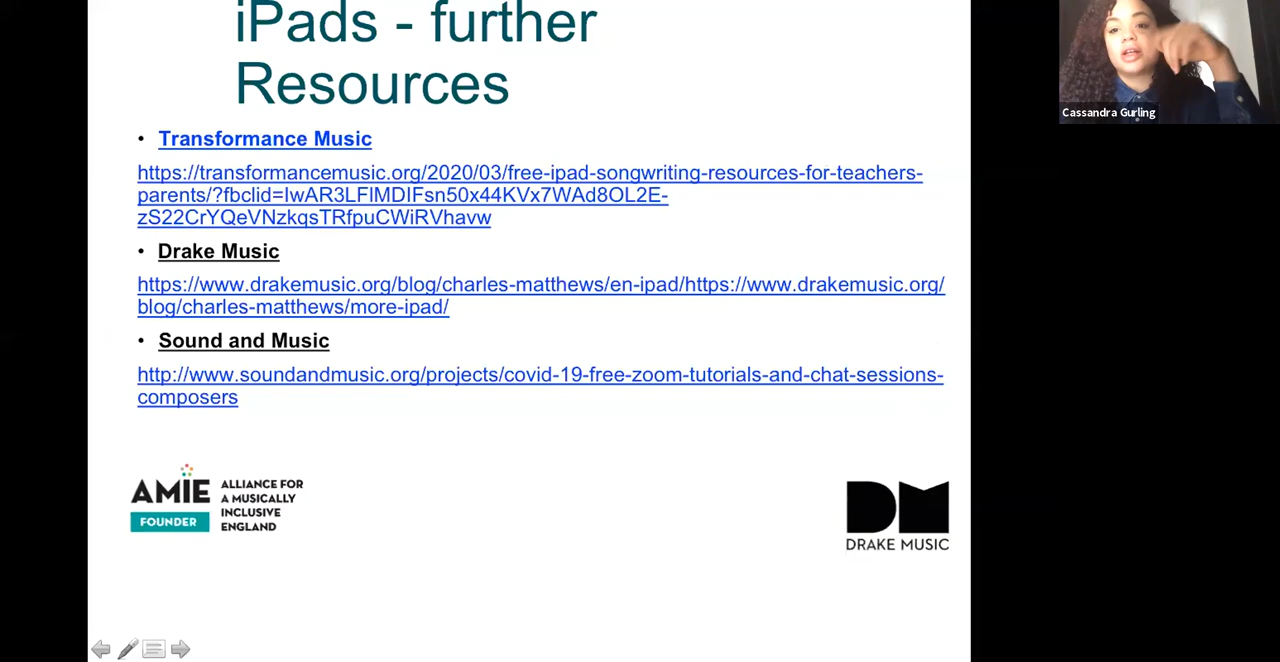 iPads - further
Resources
• Transformance Music
https://transformancemusic.org/2020/03/free-ipad-songwriting-resources-for-teachers-
parents/?fbclid=IwAR3LFlMDIFsn50x44KVx7WAd8OL2E-
zS22CrYQeVNzkqsTRfpuCWiRVhavw
• Drake Music
https://www.drakemusic.org/blog/charles-matthews/en-ipad/https://www.drakemusic.org/
blog/charles-matthews/more-ipad/
• Sound and Music
http://www.soundandmusic.org/projects/covid-19-free-zoom-tutorials-and-chat-sessions-
composers
AMIE
FOUNDER
ALLIANCE FOR
A MUSICALLY
INCLUSIVE
ENGLAND
DM
DRAKE MUSIC
Cassandra Gurling